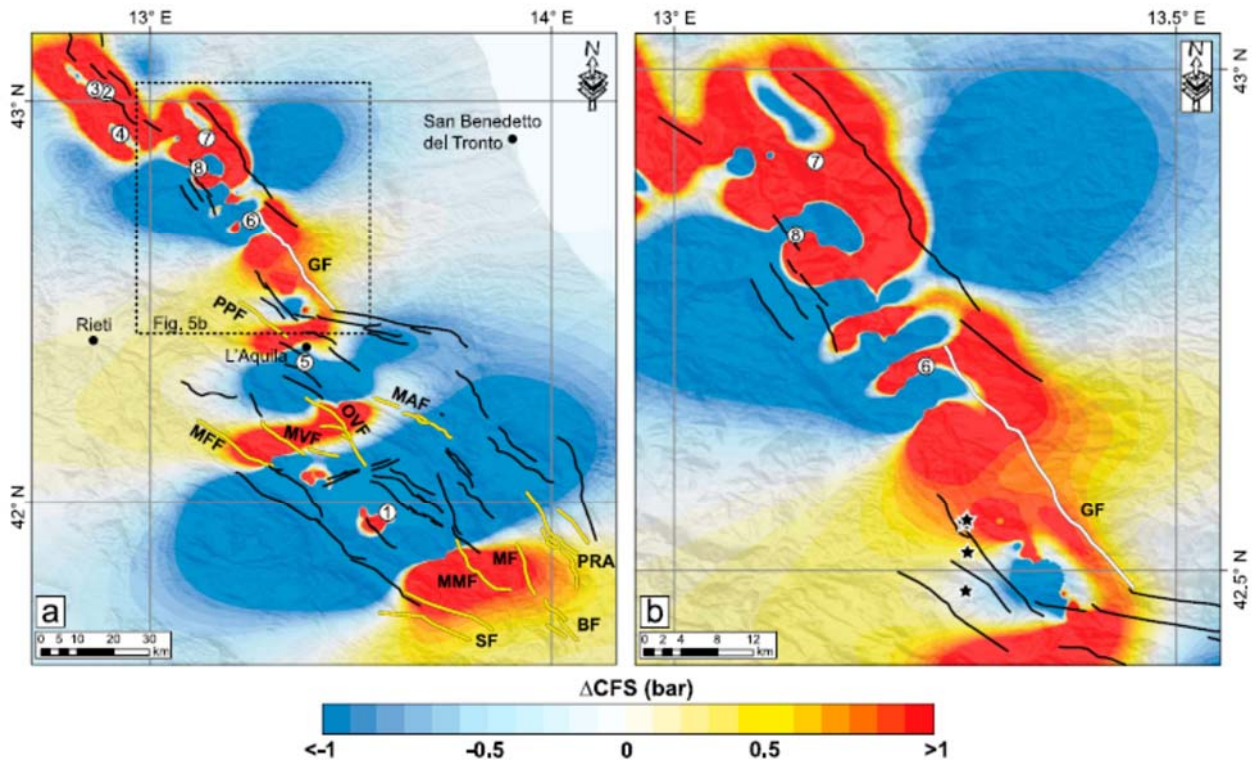 13° E
14° E
13° E
13.5° E
N
N
43° N
43° N
San Benedetto
del Tronto
3
2
4
7
8
6
7
8
6
GF
PPF
Rieti
Fig. 5b
L'Aquila
5
MAF
OVF
MVF
MFF
42° N
1
GF
42.5° N
MF
PRA
MMF
BF
SF
a
b
0 5 10 20 30
km
0 2 4 8 12
km
ΔCFS (bar)
<-1 -0.5 0 0.5 >1